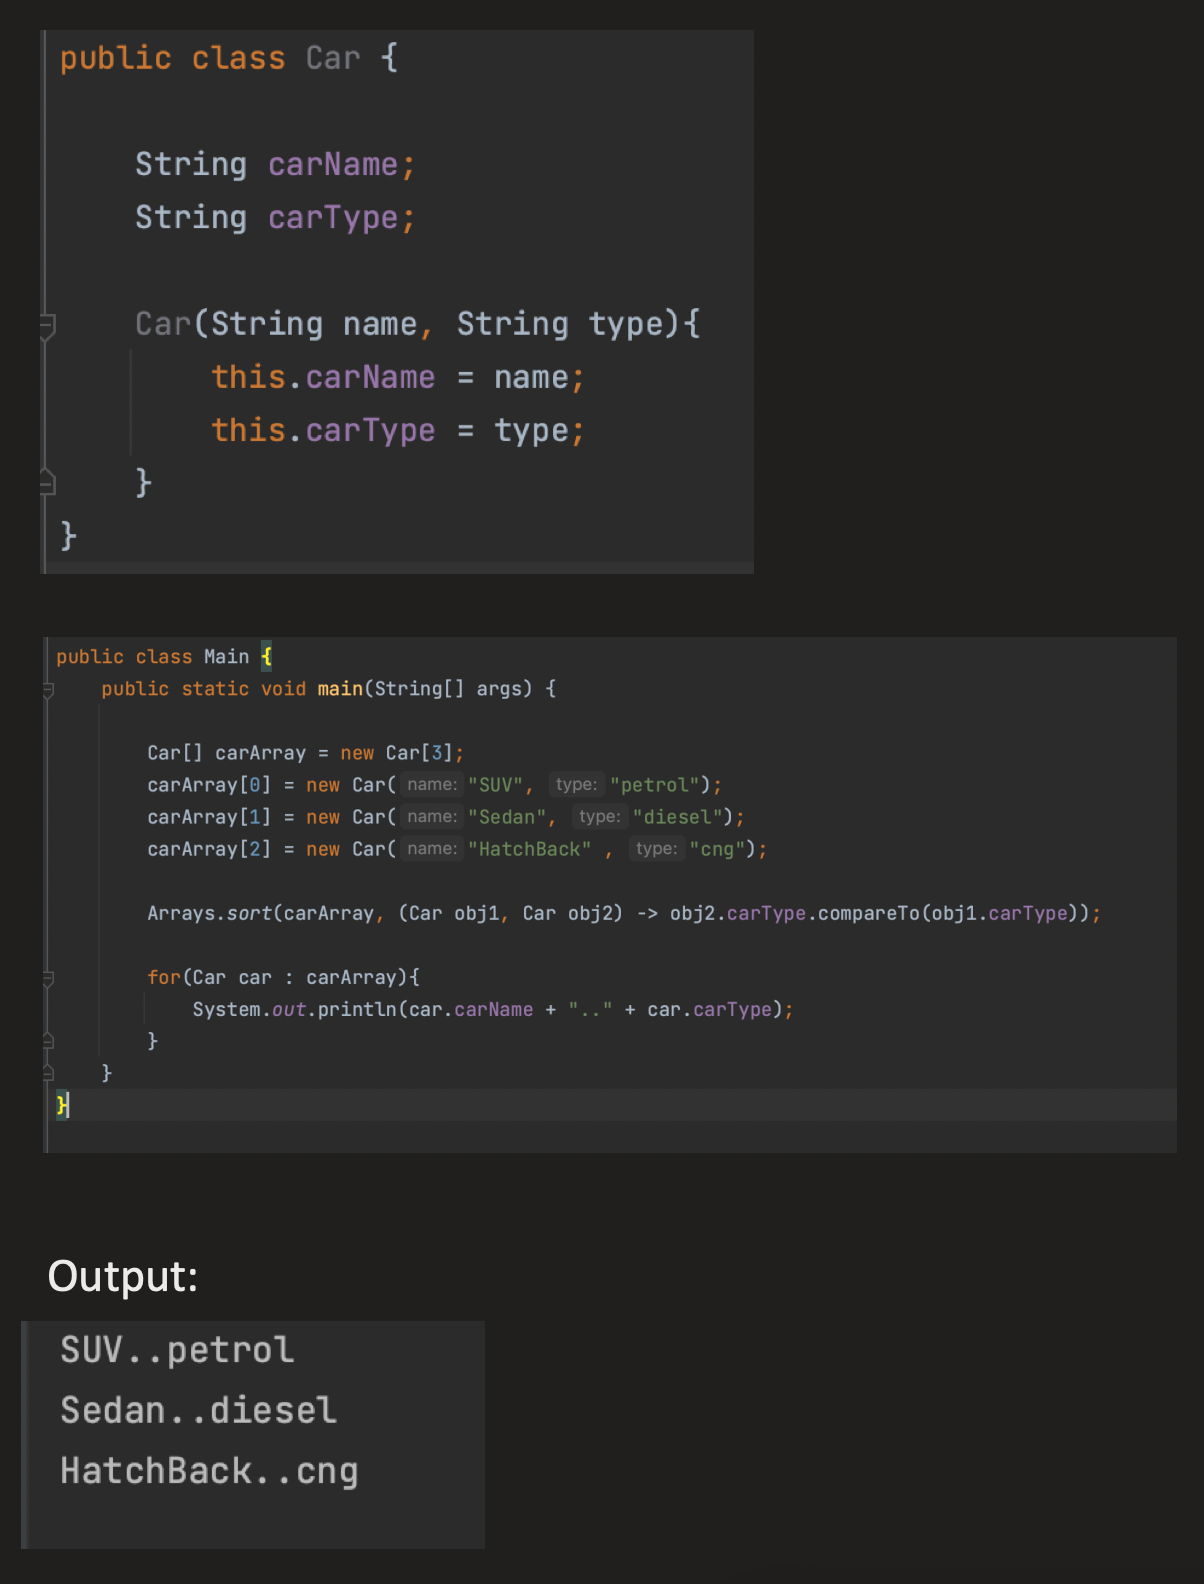 public class Car {
String carName;
String carType;
Car(String name, String type){
this.carName = name;
this.carType = type;
}
}
public class Main {
public static void main(String[] args) {
Car[] carArray = new Car[3];
carArray[0] = new Car( name: "SUV", type: "petrol");
carArray[1] = new Car( name: "Sedan", type: "diesel");
carArray[2] = new Car( name: "HatchBack" , type: "cng");
Arrays.sort(carArray, (Car obj1, Car obj2) -> obj2.carType.compareTo(obj1.carType));
for(Car car : carArray){
System.out.println(car.carName + ".." + car.carType);
}
}
}
Output:
SUV..petrol
Sedan..diesel
HatchBack..cng